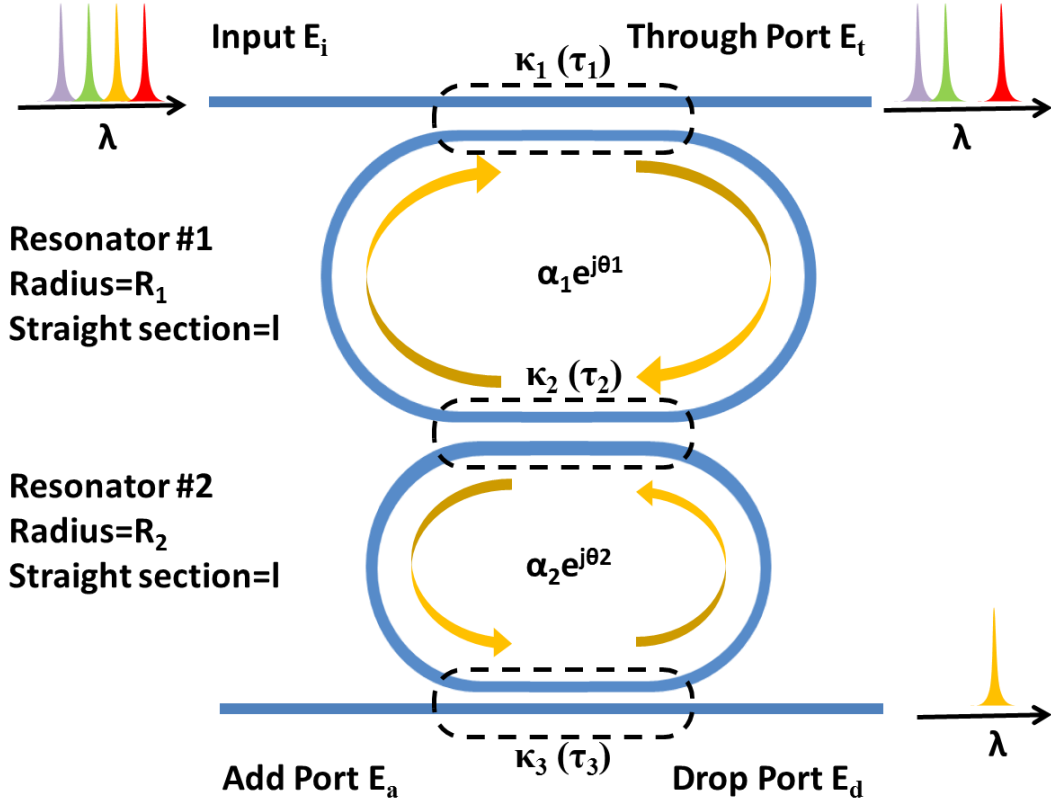 Input Eᵢ
Through Port Eₜ
κ₁ (τ₁)
λ
λ
Resonator #1
Radius=R₁
Straight section=l
α₁e^jθ1
κ₂ (τ₂)
Resonator #2
Radius=R₂
Straight section=l
α₂e^jθ2
λ
κ₃ (τ₃)
Add Port Eₐ
Drop Port E_d